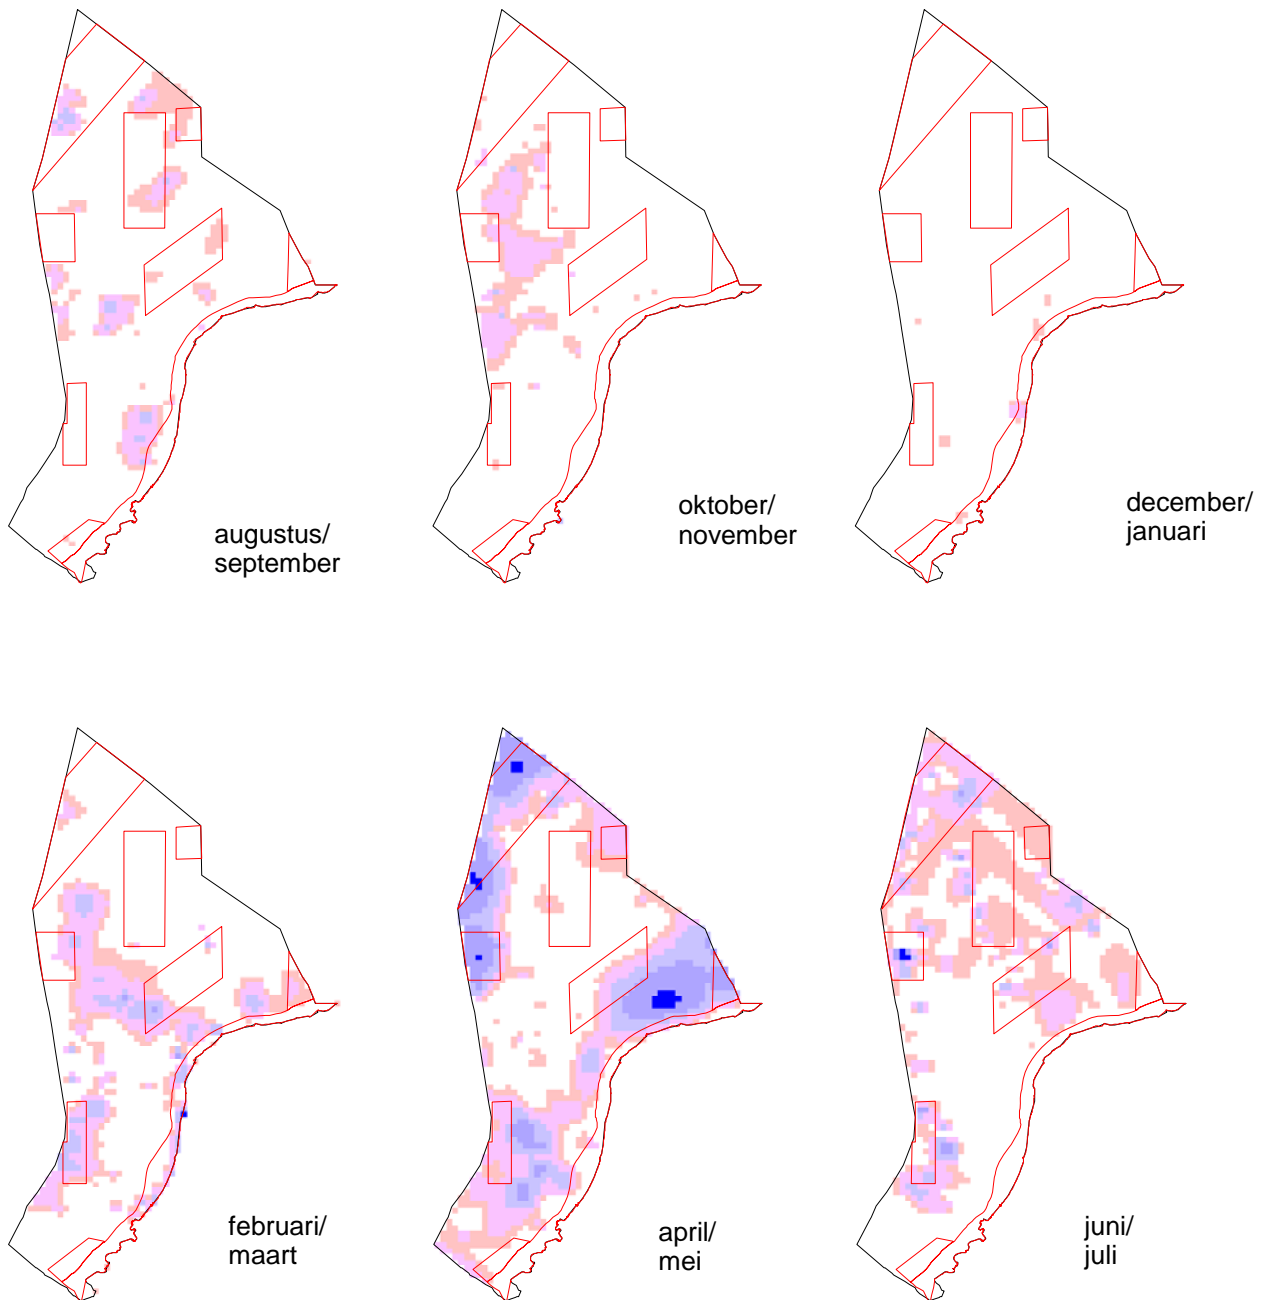 augustus/
september
oktober/
november
december/
januari
februari/
maart
april/
mei
juni/
juli